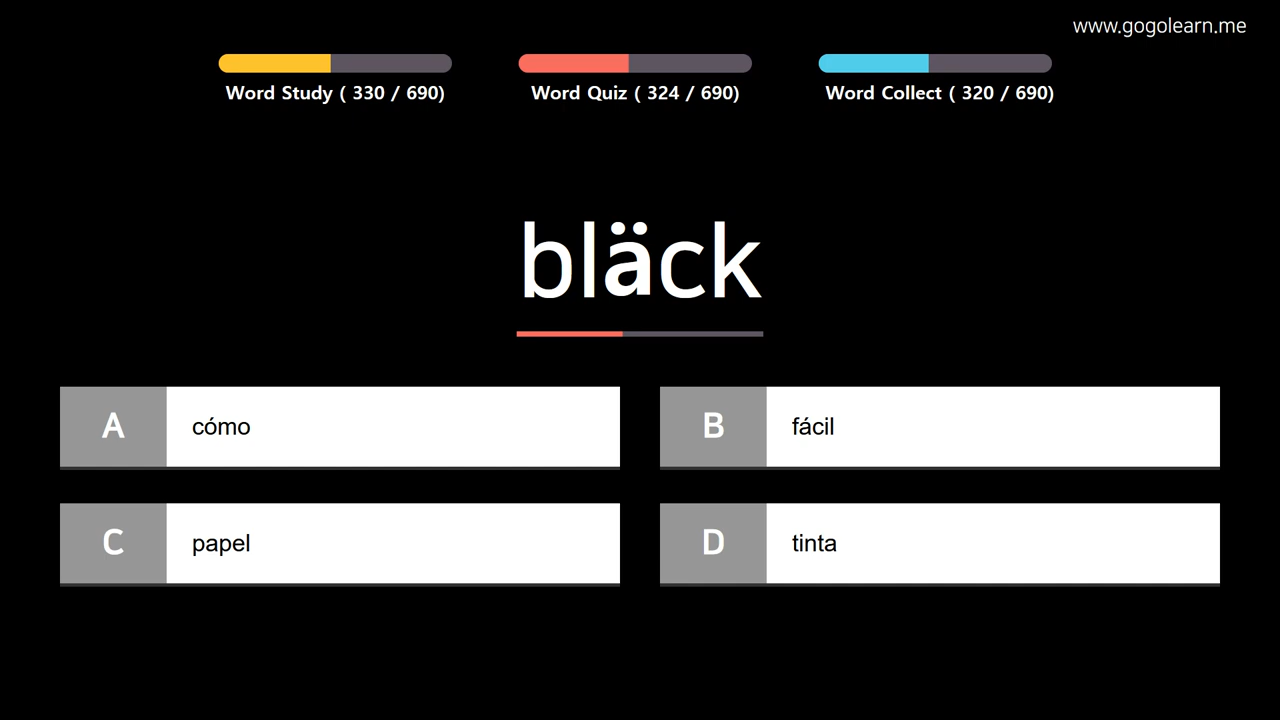 www.gogolearn.me
Word Study ( 330 / 690)
Word Quiz ( 324 / 690)
Word Collect ( 320 / 690)
bläck
A
cómo
B
fácil
C
papel
D
tinta